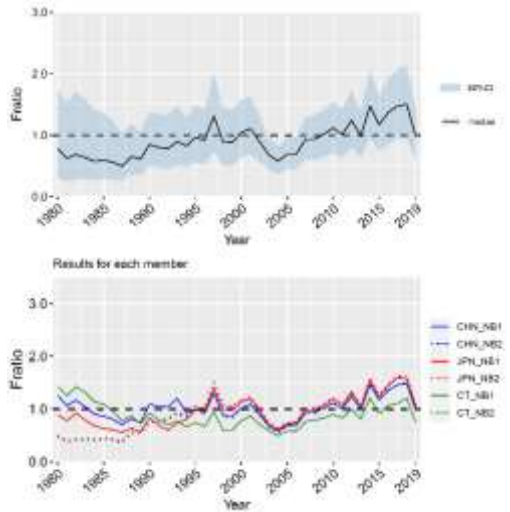 3.0
2.0
1.0
0.0
Fratio
1980
1985
1990
1995
2000
2005
2010
2015
2019
Year
median
Results for each member
3.0
2.0
1.0
0.0
Fratio
1980
1985
1990
1995
2000
2005
2010
2015
2019
Year
CHN_NB1
CHN_NB2
JPN_NB1
JPN_NB2
CT_NB1
CT_NB2